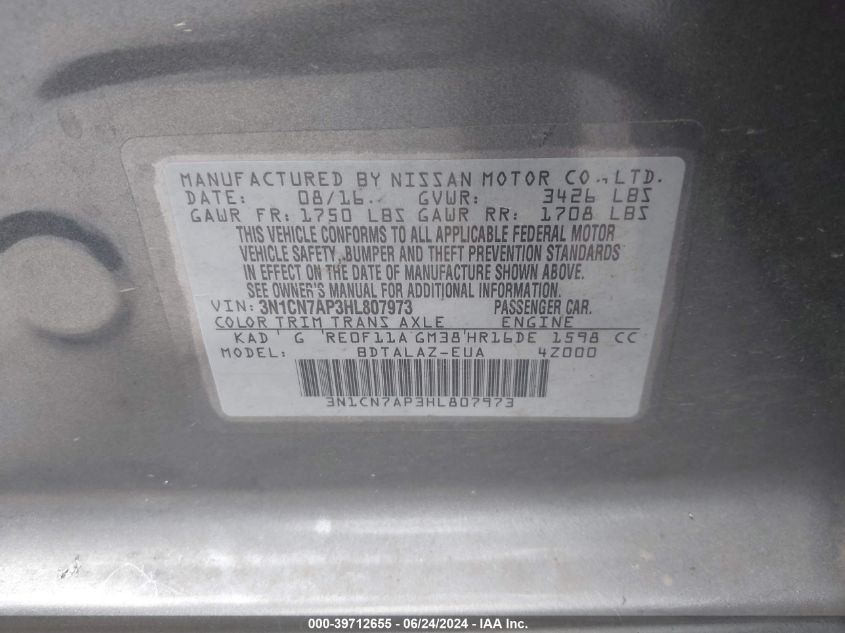 MANUFACTURED BY NISSAN MOTOR CO., LTD.
DATE: 08/16 GVWR: 3426 LBS
GAWR FR: 1750 LBS GAWR RR: 1708 LBS
THIS VEHICLE CONFORMS TO ALL APPLICABLE FEDERAL MOTOR
VEHICLE SAFETY, BUMPER AND THEFT PREVENTION STANDARDS
IN EFFECT ON THE DATE OF MANUFACTURE SHOWN ABOVE.
SEE OWNER'S MANUAL FOR ADDITIONAL INFORMATION.
VIN: 3N1CN7AP3HL807973 PASSENGER CAR.
COLOR TRIM TRANS AXLE ENGINE
KAD G RE0F11A GM38 HR16DE 1598 CC
MODEL: BDTALAZ-EUA 4Z000
3N1CN7AP3HL807973
000-39712655 - 06/24/2024 - IAA Inc.